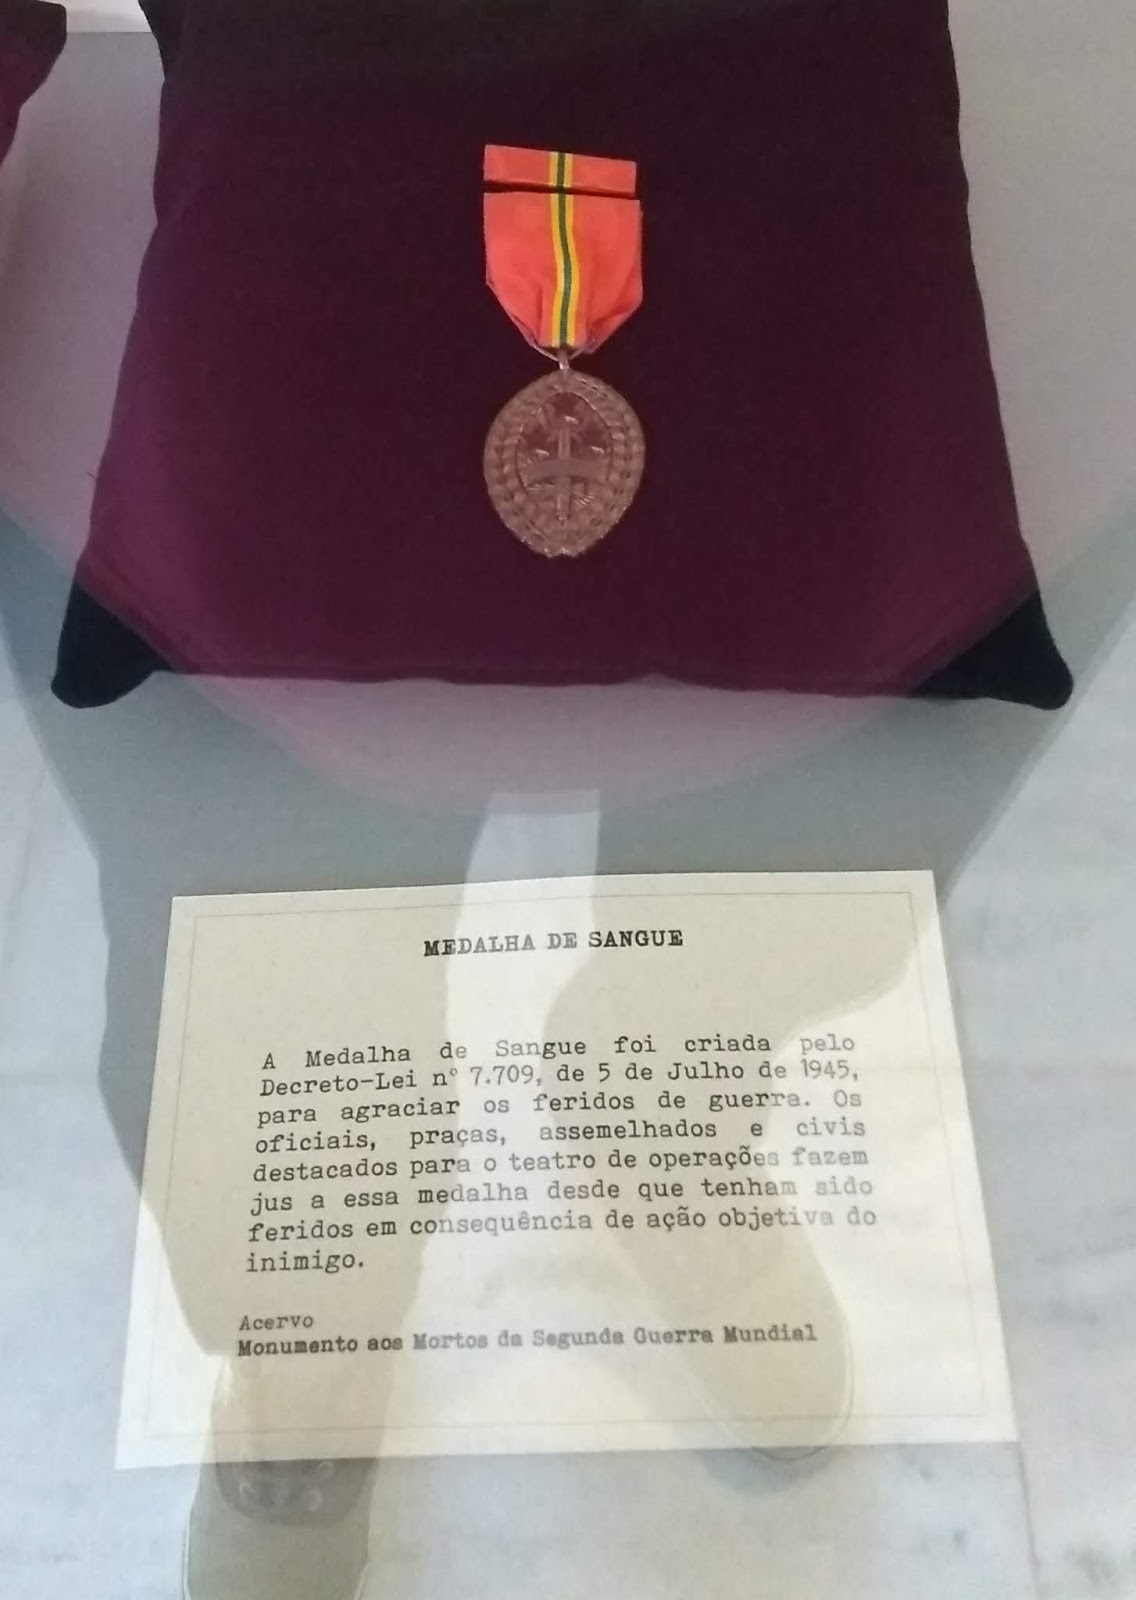 MEDALHA DE SANGUE
A Medalha de Sangue foi criada pelo
Decreto-Lei nº 7.709, de 5 de Julho de 1945,
para agraciar os feridos de guerra. Os
oficiais, praças, assemelhados e civis
destacados para o teatro de operações fazem
jus a essa medalha desde que tenham sido
feridos em consequência de ação objetiva do
inimigo.
Acervo
Monumento aos Mortos da Segunda Guerra Mundial